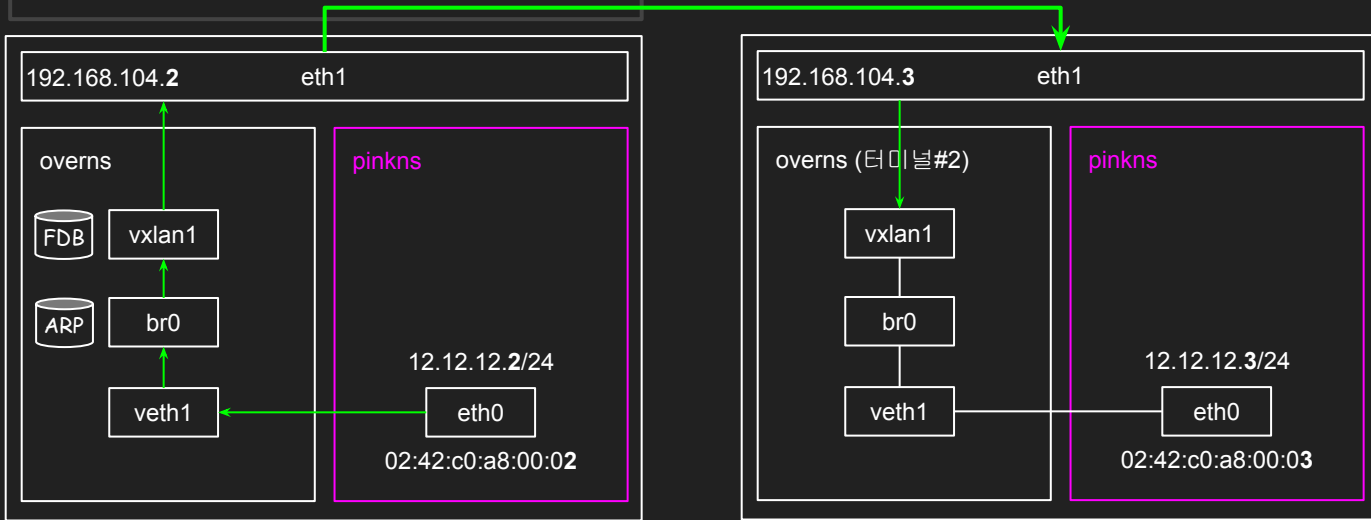 192.168.104.2
eth1
overns
pinkns
FDB
vxlan1
ARP
br0
12.12.12.2/24
veth1
eth0
02:42:c0:a8:00:02
192.168.104.3
eth1
overns (터미널#2)
pinkns
vxlan1
br0
12.12.12.3/24
veth1
eth0
02:42:c0:a8:00:03